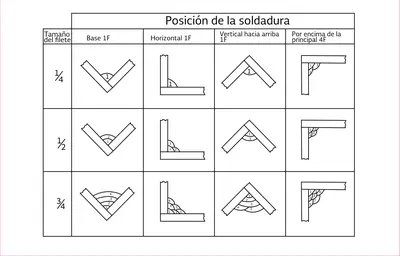 Posición de la soldadura
Tamaño
del filete
Base 1F
Horizontal 1F
Vertical hacia arriba
1F
Por encima de la
principal 4F
¼
½
¾